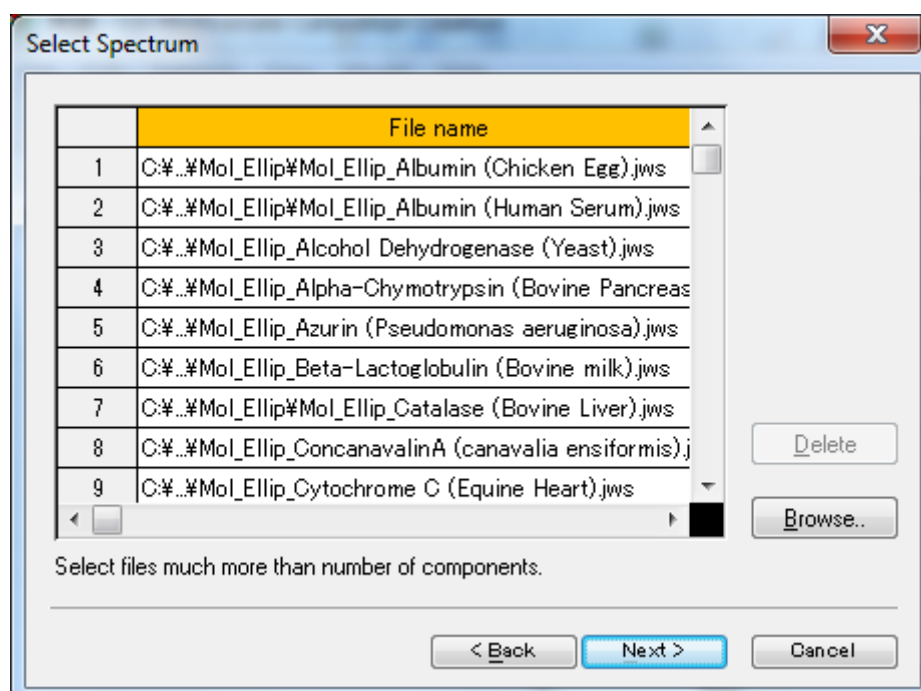 Select Spectrum
File name
1 C:¥..¥Mol_Ellip¥Mol_Ellip_Albumin (Chicken Egg).jws
2 C:¥..¥Mol_Ellip¥Mol_Ellip_Albumin (Human Serum).jws
3 C:¥..¥Mol_Ellip_Alcohol Dehydrogenase (Yeast).jws
4 C:¥..¥Mol_Ellip_Alpha-Chymotrypsin (Bovine Pancreas
5 C:¥..¥Mol_Ellip_Azurin (Pseudomonas aeruginosa).jws
6 C:¥..¥Mol_Ellip_Beta-Lactoglobulin (Bovine milk).jws
7 C:¥..¥Mol_Ellip¥Mol_Ellip_Catalase (Bovine Liver).jws
8 C:¥..¥Mol_Ellip_ConcanavalinA (canavalia ensiformis).j
9 C:¥..¥Mol_Ellip_Cytochrome C (Equine Heart).jws
Delete
Browse..
Select files much more than number of components.
< Back Next > Cancel